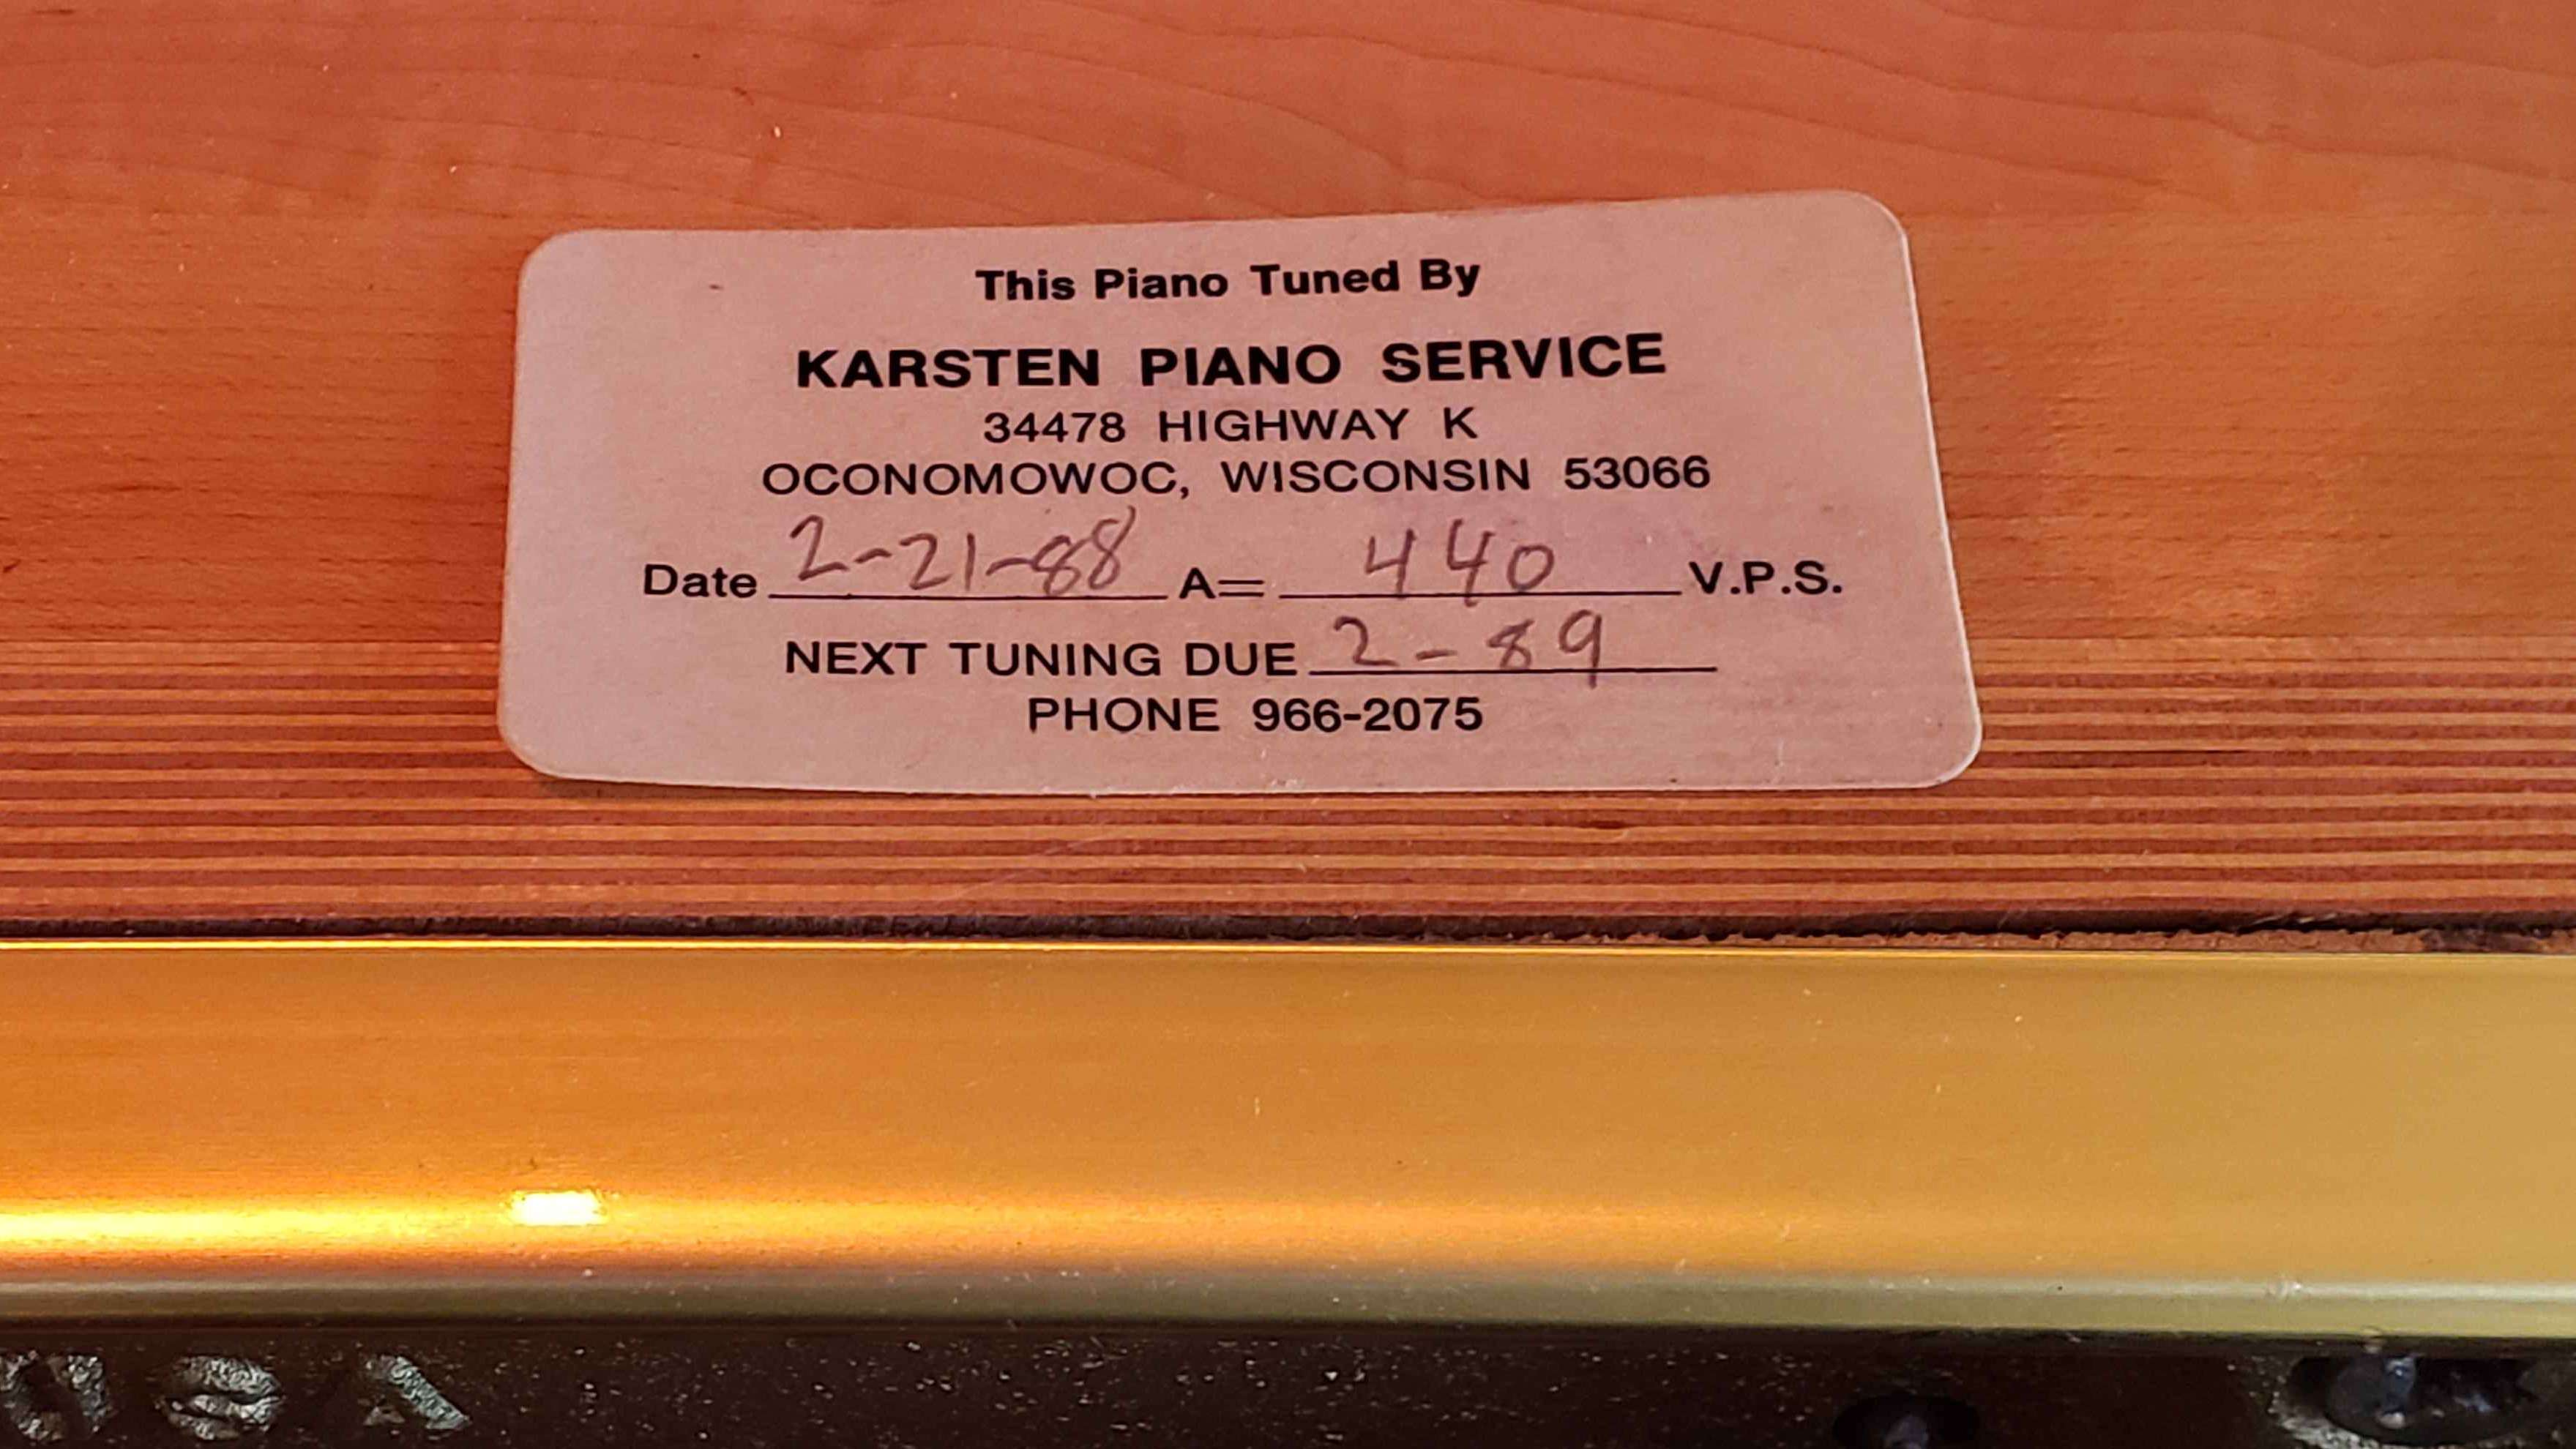 This Piano Tuned By
KARSTEN PIANO SERVICE
34478 HIGHWAY K
OCONOMOWOC, WISCONSIN 53066
Date 2-21-88 A= 440 V.P.S.
NEXT TUNING DUE 2-89
PHONE 966-2075
USA